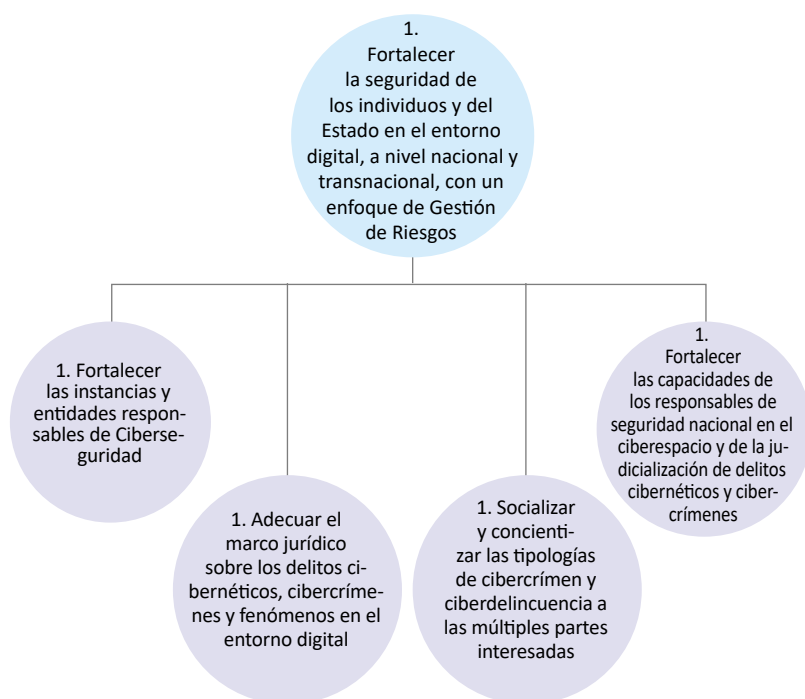 1.
Fortalecer
la seguridad de
los individuos y del
Estado en el entorno
digital, a nivel nacional y
transnacional, con un
enfoque de Gestión
de Riesgos
1. Fortalecer
las instancias y
entidades respon-
sables de Ciberse-
guridad
1. Adecuar el
marco jurídico
sobre los delitos ci-
bernéticos, cibercríme-
nes y fenómenos en el
entorno digital
1. Socializar
y concienti-
zar las tipologías
de cibercrímen y
ciberdelincuencia a
las múltiples partes
interesadas
1.
Fortalecer
las capacidades de
los responsables de
seguridad nacional en el
ciberespacio y de la ju-
dicialización de delitos
cibernéticos y ciber-
crímenes